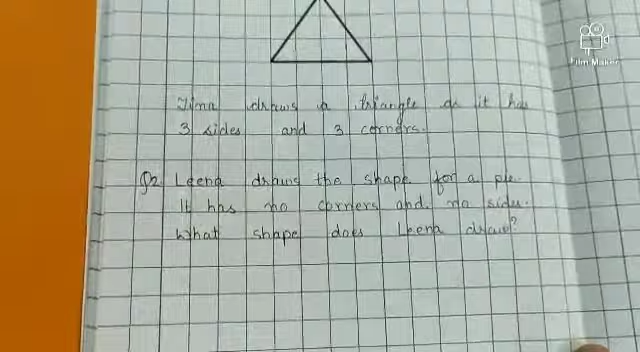 Tina draws a triangle as it has
3 sides and 3 corners.
Q2 Leena draws the shape for a pie.
It has no corners and no sides.
What shape does Leena draw?
Film Maker